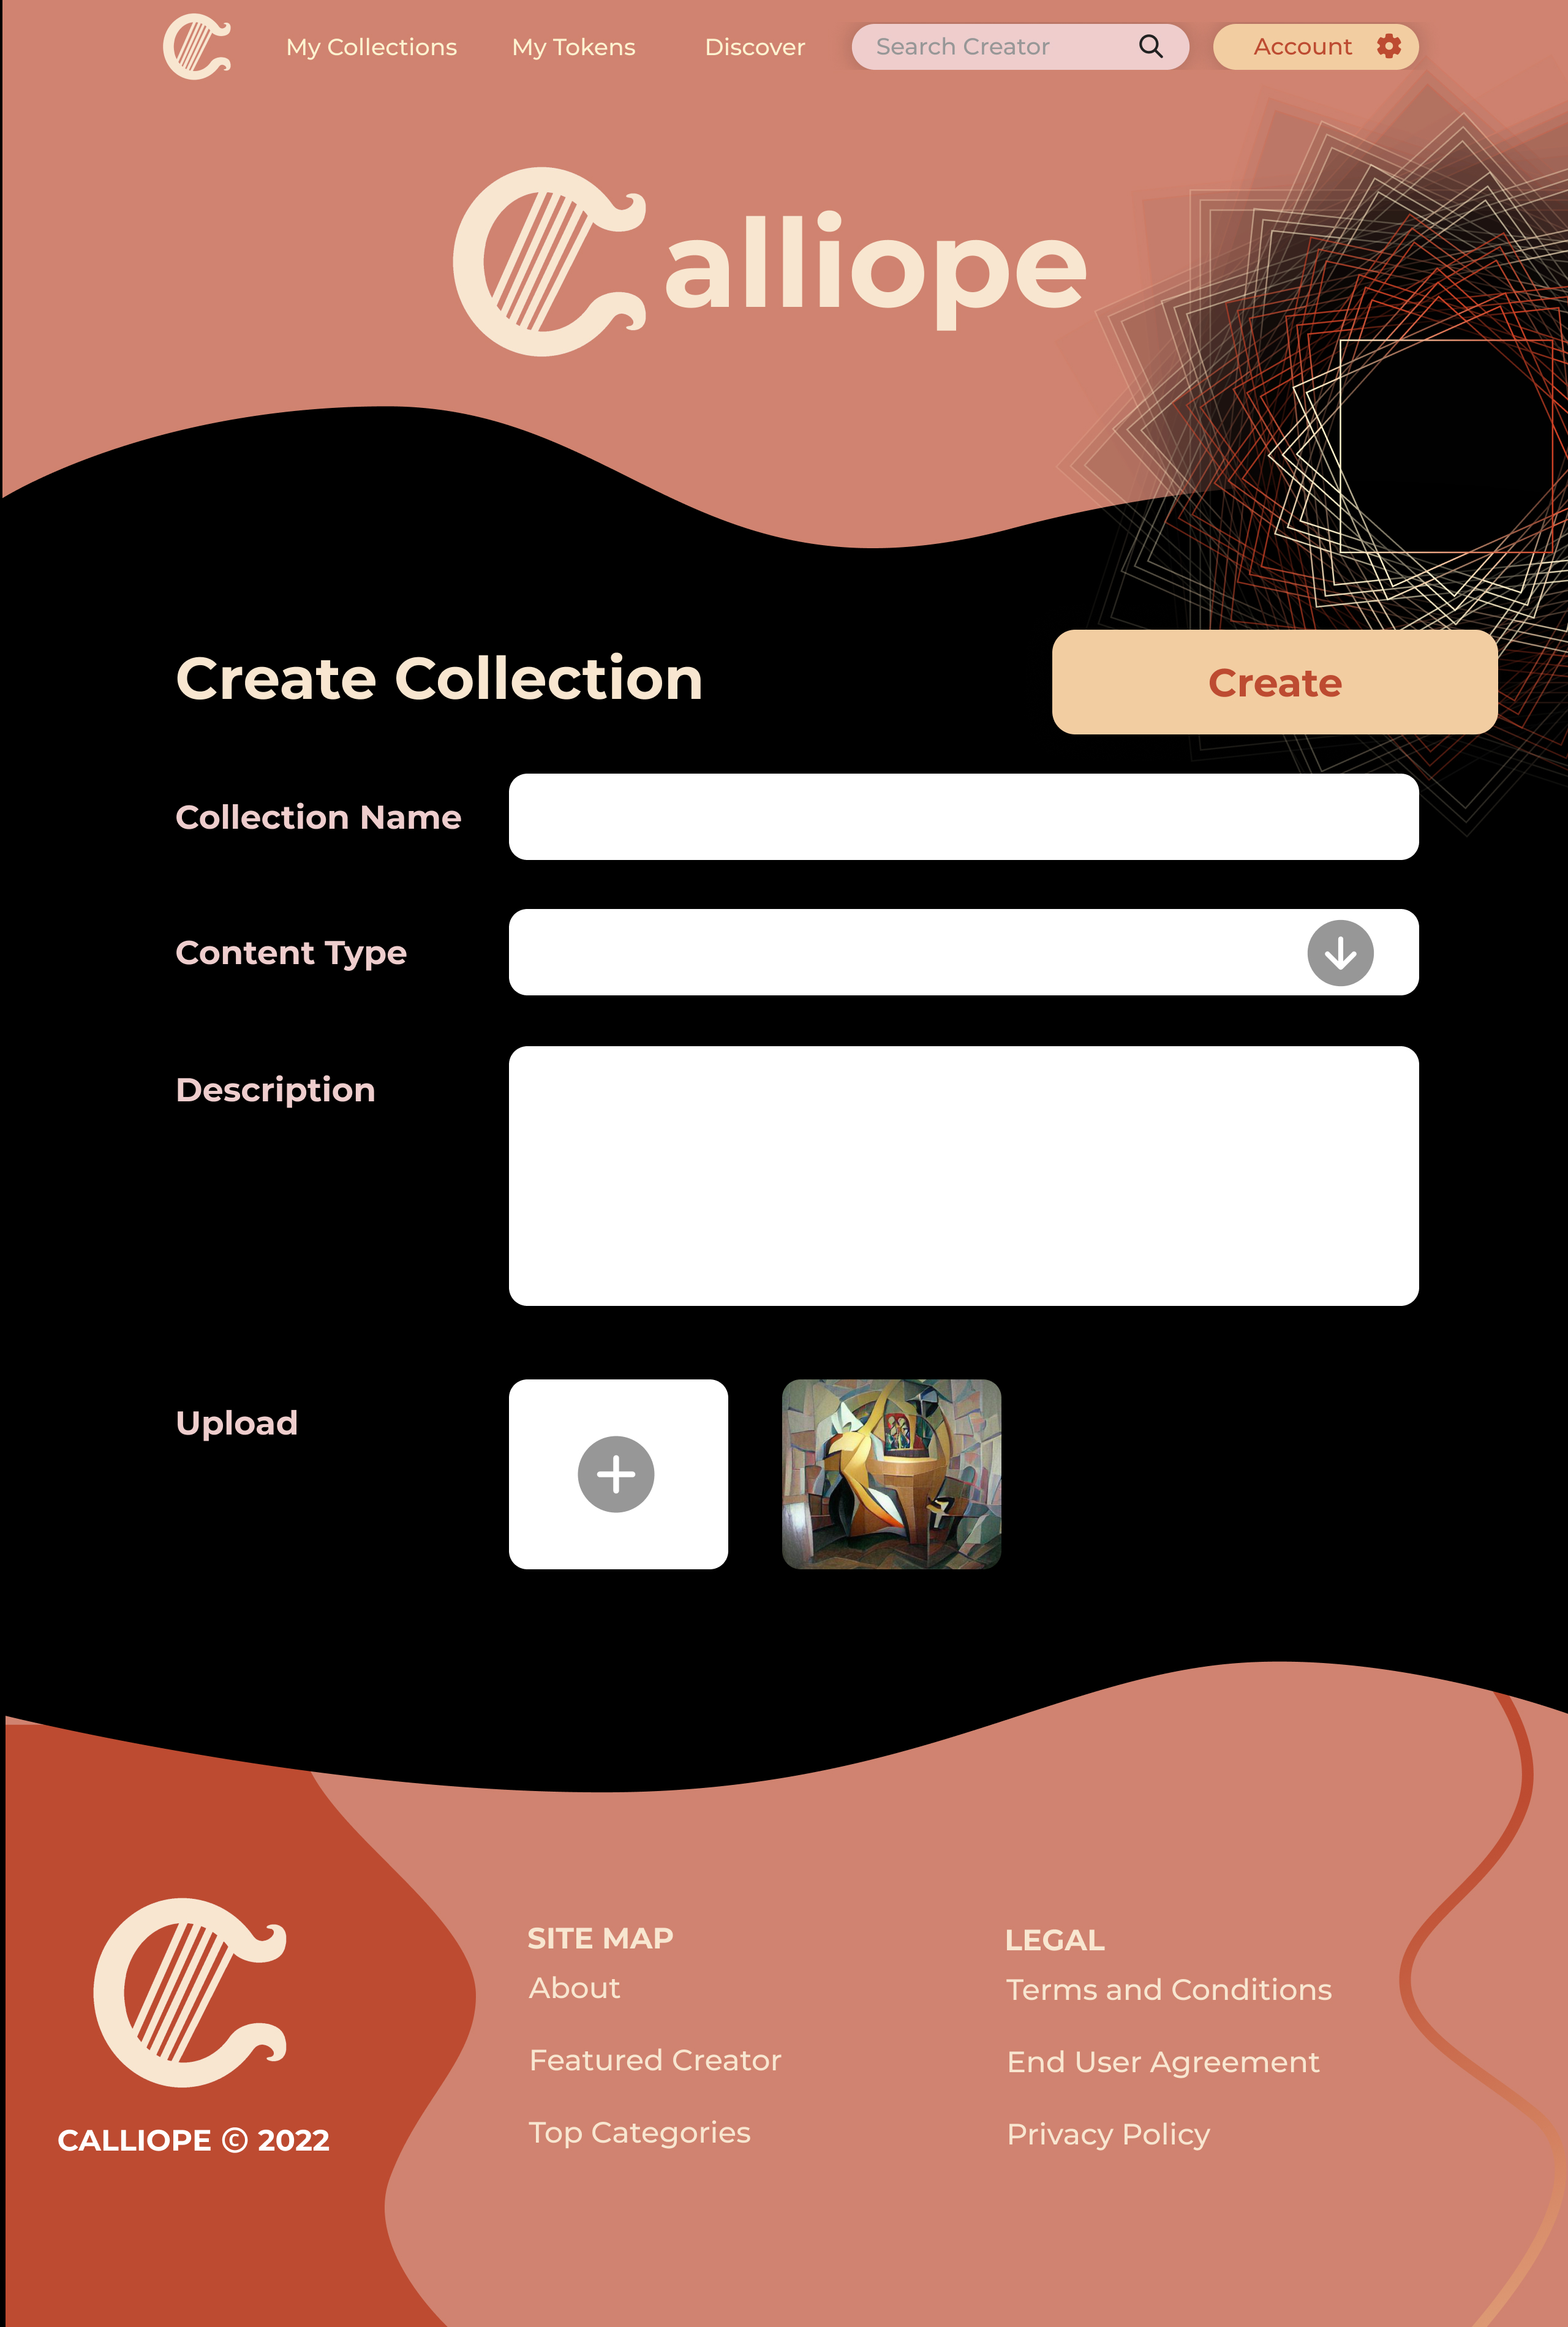 My Collections
My Tokens
Discover
Search Creator
Account
Calliope
Create Collection
Create
Collection Name
Content Type
Description
Upload
SITE MAP
About
Featured Creator
Top Categories
LEGAL
Terms and Conditions
End User Agreement
Privacy Policy
CALLIOPE © 2022